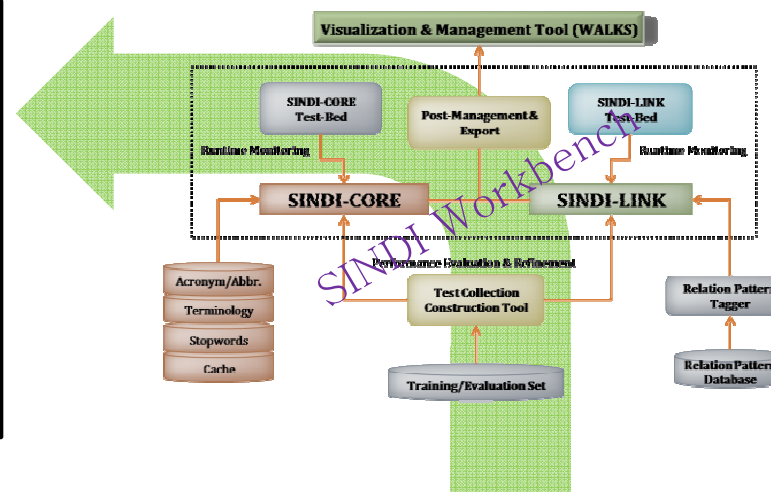 Visualization & Management Tool (WALKS)
SINDI-CORE
Test-Bed
Post-Management &
Export
SINDI-LINK
Test-Bed
Runtime Monitoring
Runtime Monitoring
SINDI-CORE
SINDI-LINK
SINDI Workbench
Performance Evaluation & Refinement
Acronym/Abbr.
Terminology
Stopwords
Cache
Test Collection
Construction Tool
Relation Pattern
Tagger
Training/Evaluation Set
Relation Pattern
Database